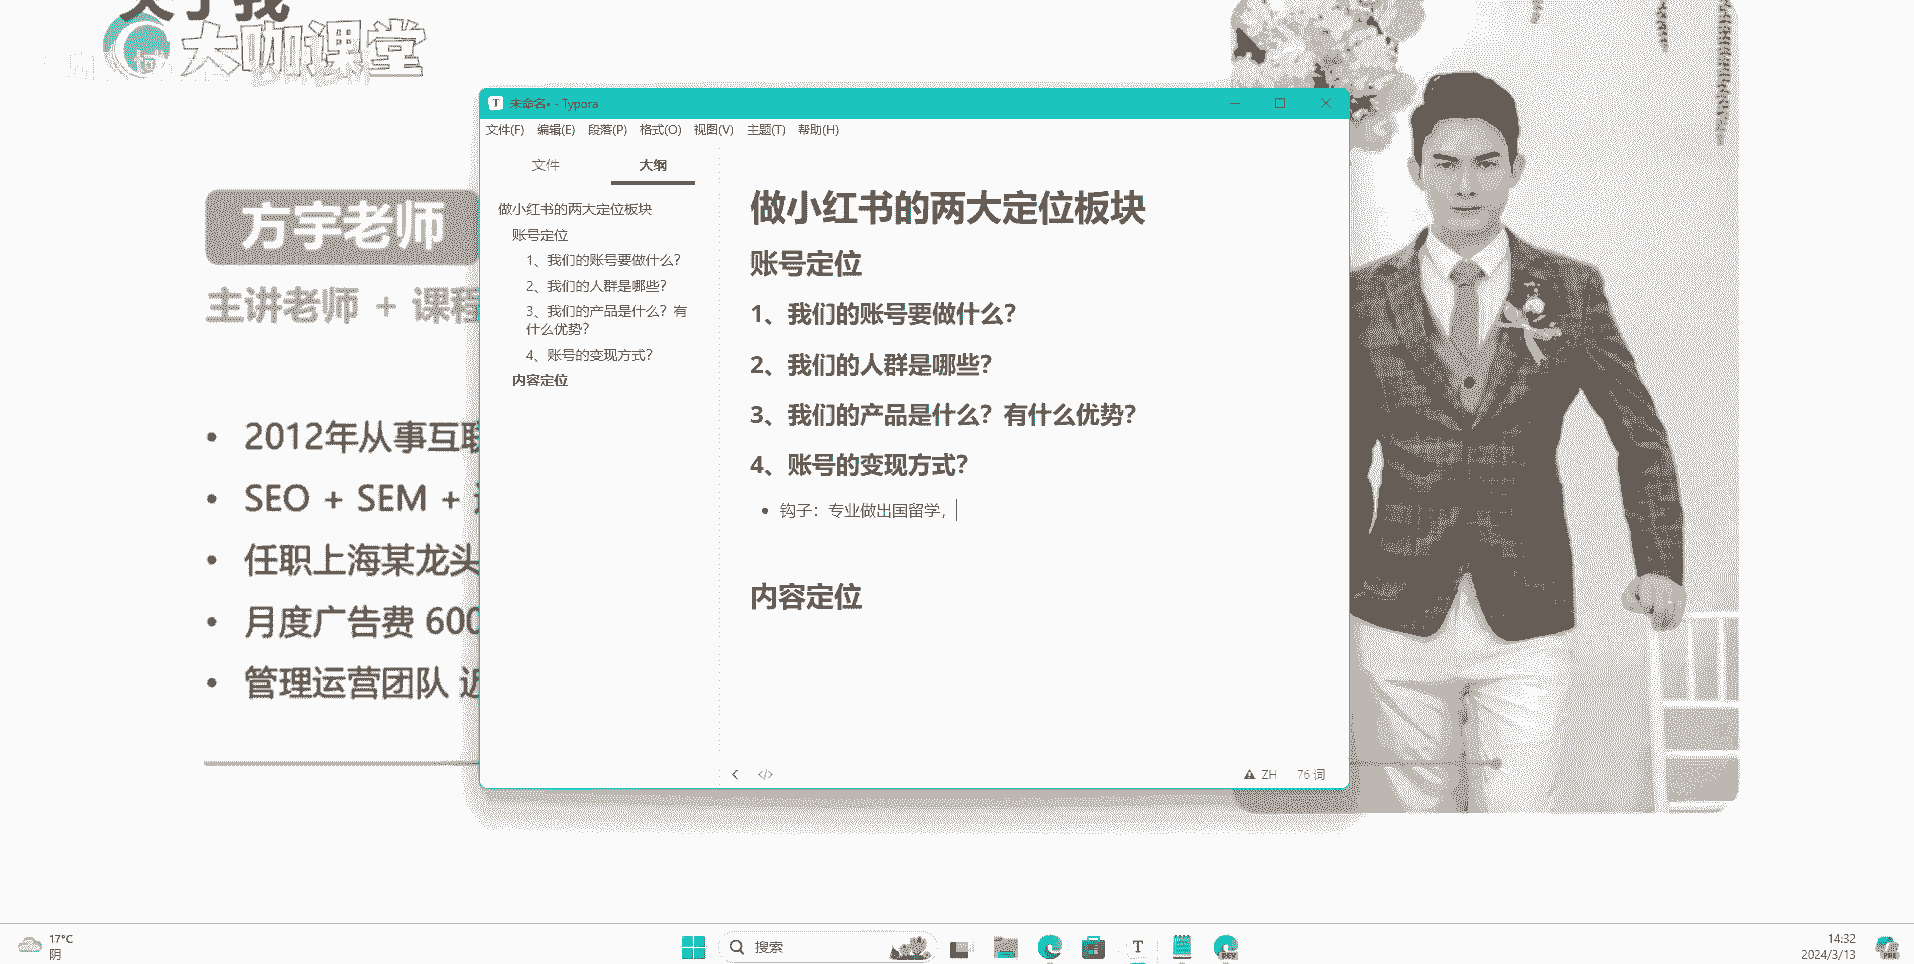 关于我
大咖课堂
方宇老师
主讲老师 + 课程
2012年从事互联
SEO + SEM +
任职上海某龙头
月度广告费 600
管理运营团队 近
未命名• - Typora
文件(F) 编辑(E) 段落(P) 格式(O) 视图(V) 主题(T) 帮助(H)
文件 大纲
做小红书的两大定位板块
账号定位
1、我们的账号要做什么？
2、我们的人群是哪些？
3、我们的产品是什么？有
什么优势？
4、账号的变现方式？
内容定位
做小红书的两大定位板块
账号定位
1、我们的账号要做什么？
2、我们的人群是哪些？
3、我们的产品是什么？有什么优势？
4、账号的变现方式？
钩子：专业做出国留学，
内容定位
ZH 76 词
17°C
阴
搜索
T
DEV
14:32
2024/3/13
PRE